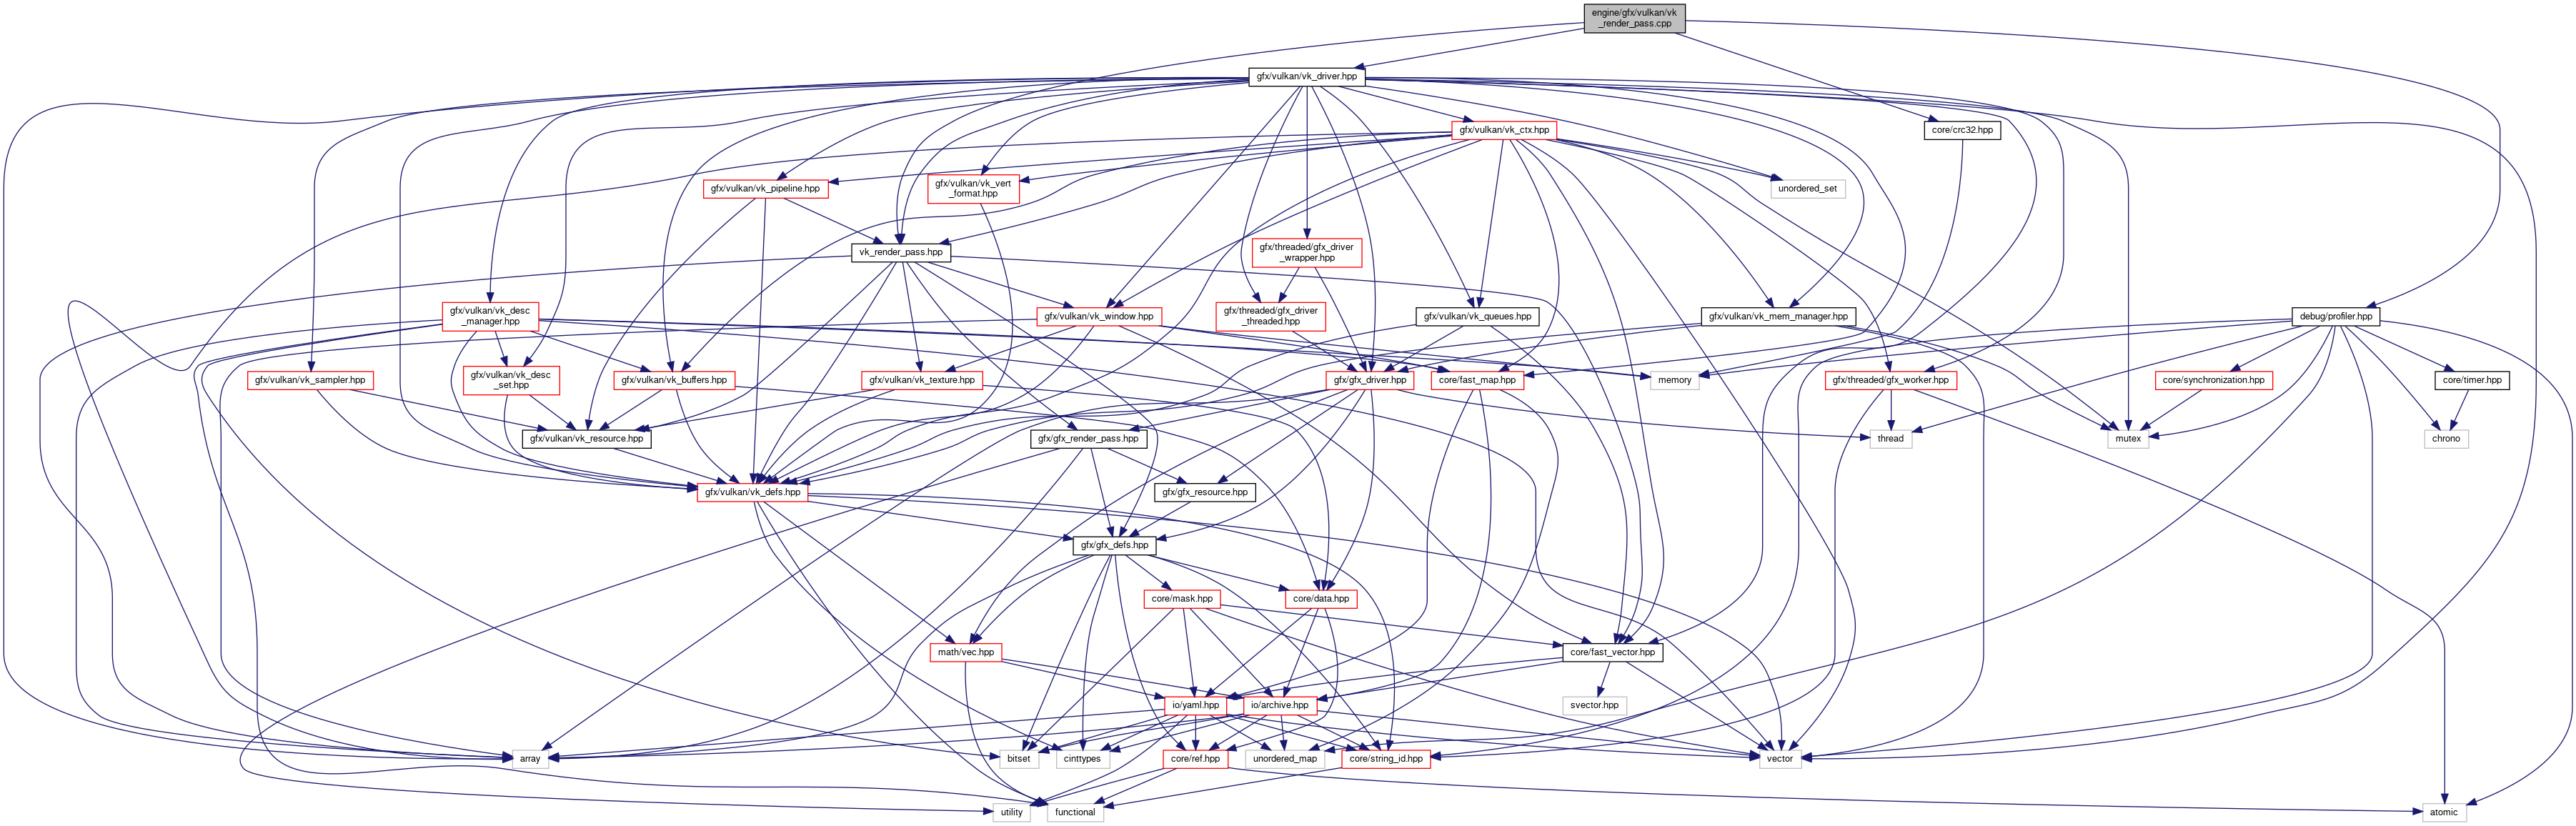 engine/gfx/vulkan/vk
_render_pass.cpp
gfx/vulkan/vk_driver.hpp
gfx/vulkan/vk_ctx.hpp
core/crc32.hpp
gfx/vulkan/vk_pipeline.hpp
gfx/vulkan/vk_vert
_format.hpp
unordered_set
vk_render_pass.hpp
gfx/threaded/gfx_driver
_wrapper.hpp
gfx/vulkan/vk_desc
_manager.hpp
gfx/vulkan/vk_window.hpp
gfx/threaded/gfx_driver
_threaded.hpp
gfx/vulkan/vk_queues.hpp
gfx/vulkan/vk_mem_manager.hpp
debug/profiler.hpp
gfx/vulkan/vk_sampler.hpp
gfx/vulkan/vk_desc
_set.hpp
gfx/vulkan/vk_buffers.hpp
gfx/vulkan/vk_texture.hpp
gfx/gfx_driver.hpp
core/fast_map.hpp
memory
gfx/threaded/gfx_worker.hpp
core/synchronization.hpp
core/timer.hpp
gfx/vulkan/vk_resource.hpp
gfx/gfx_render_pass.hpp
thread
mutex
chrono
gfx/vulkan/vk_defs.hpp
gfx/gfx_resource.hpp
gfx/gfx_defs.hpp
core/mask.hpp
core/data.hpp
math/vec.hpp
core/fast_vector.hpp
io/yaml.hpp
io/archive.hpp
svector.hpp
array
bitset
cinttypes
core/ref.hpp
unordered_map
core/string_id.hpp
vector
utility
functional
atomic